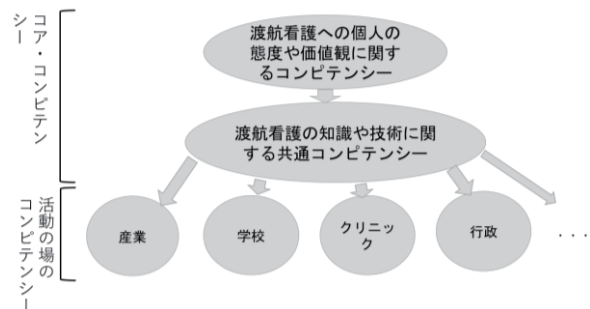 コア・コンピテン
シー
渡航看護への個人の
態度や価値観に関す
るコンピテンシー
渡航看護の知識や技術に関
する共通コンピテンシー
活動の場の
コンピテンシー
産業
学校
クリニッ
ク
行政
・・・